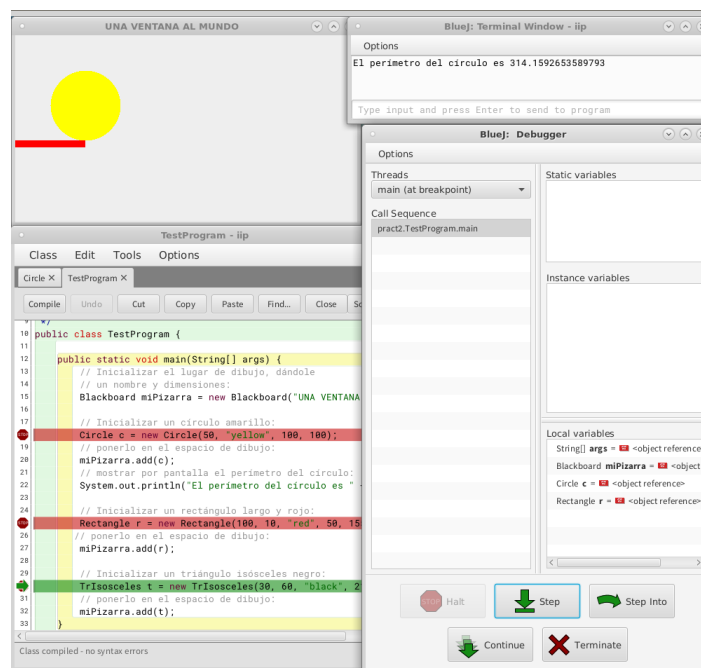 UNA VENTANA AL MUNDO
BlueJ: Terminal Window - iip
Options
El perímetro del círculo es 314.1592653589793
Type input and press Enter to send to program
BlueJ: Debugger
Options
Threads
main (at breakpoint)
Call Sequence
pract2.TestProgram.main
Static variables
Instance variables
Local variables
String[] args = <object reference
Blackboard miPizarra = <object
Circle c = <object reference>
Rectangle r = <object reference>
Halt
Step
Step Into
Continue
Terminate
TestProgram - iip
Class Edit Tools Options
Circle TestProgram
Compile Undo Cut Copy Paste Find... Close
9 */
10 public class TestProgram {
11
12 public static void main(String[] args) {
13 // Inicializar el lugar de dibujo, dándole
14 // un nombre y dimensiones:
15 Blackboard miPizarra = new Blackboard("UNA VENTANA
16
17 // Inicializar un círculo amarillo:
Circle c = new Circle(50, "yellow", 100, 100);
19 // ponerlo en el espacio de dibujo:
20 miPizarra.add(c);
21 // mostrar por pantalla el perímetro del círculo:
22 System.out.println("El perímetro del círculo es "
23
24 // Inicializar un rectángulo largo y rojo:
Rectangle r = new Rectangle(100, 10, "red", 50, 15
26 // ponerlo en el espacio de dibujo:
27 miPizarra.add(r);
28
29 // Inicializar un triángulo isósceles negro:
TrIsosceles t = new TrIsosceles(30, 60, "black", 2
31 // ponerlo en el espacio de dibujo:
32 miPizarra.add(t);
33 }
Class compiled - no syntax errors